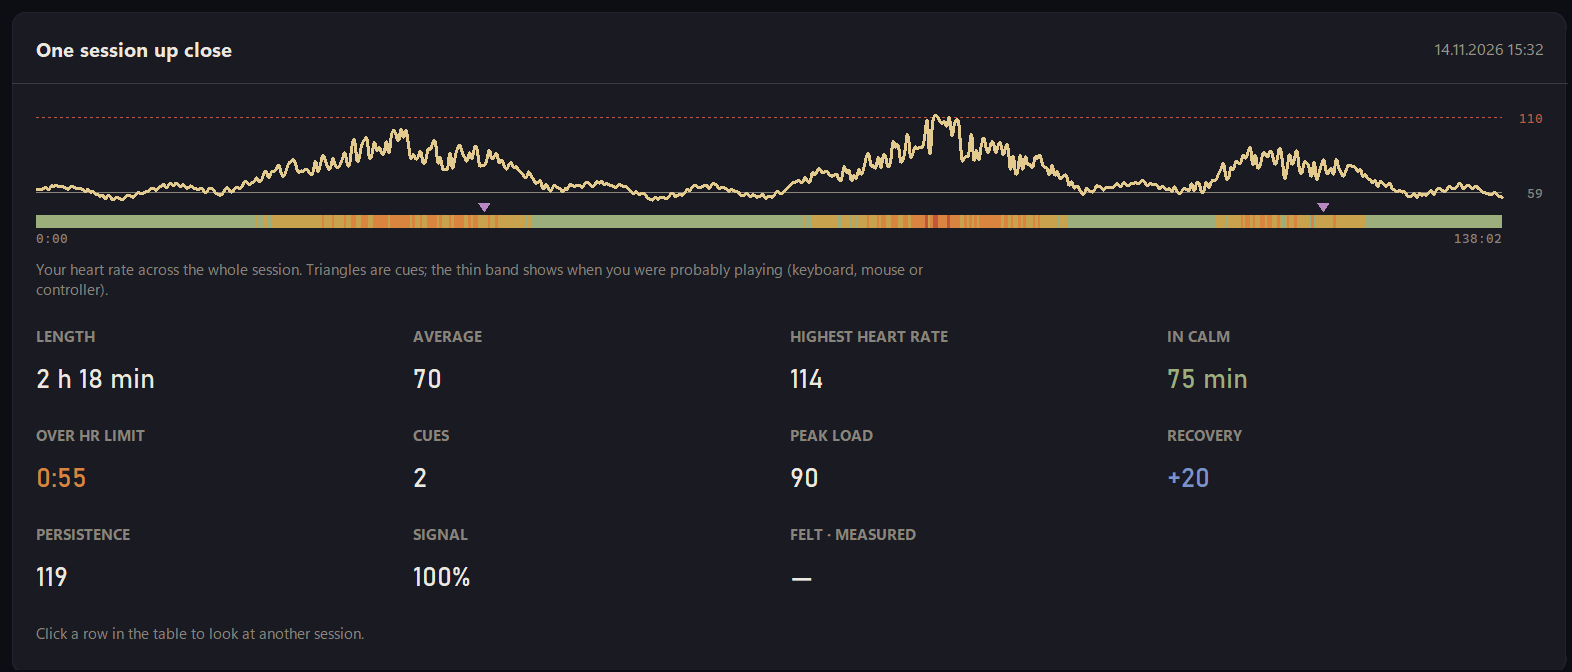 One session up close
14.11.2026 15:32
110
59
0:00
138:02
Your heart rate across the whole session. Triangles are cues; the thin band shows when you were probably playing (keyboard, mouse or
controller).
LENGTH
AVERAGE
HIGHEST HEART RATE
IN CALM
2 h 18 min
70
114
75 min
OVER HR LIMIT
CUES
PEAK LOAD
RECOVERY
0:55
2
90
+20
PERSISTENCE
SIGNAL
FELT · MEASURED
119
100%
—
Click a row in the table to look at another session.